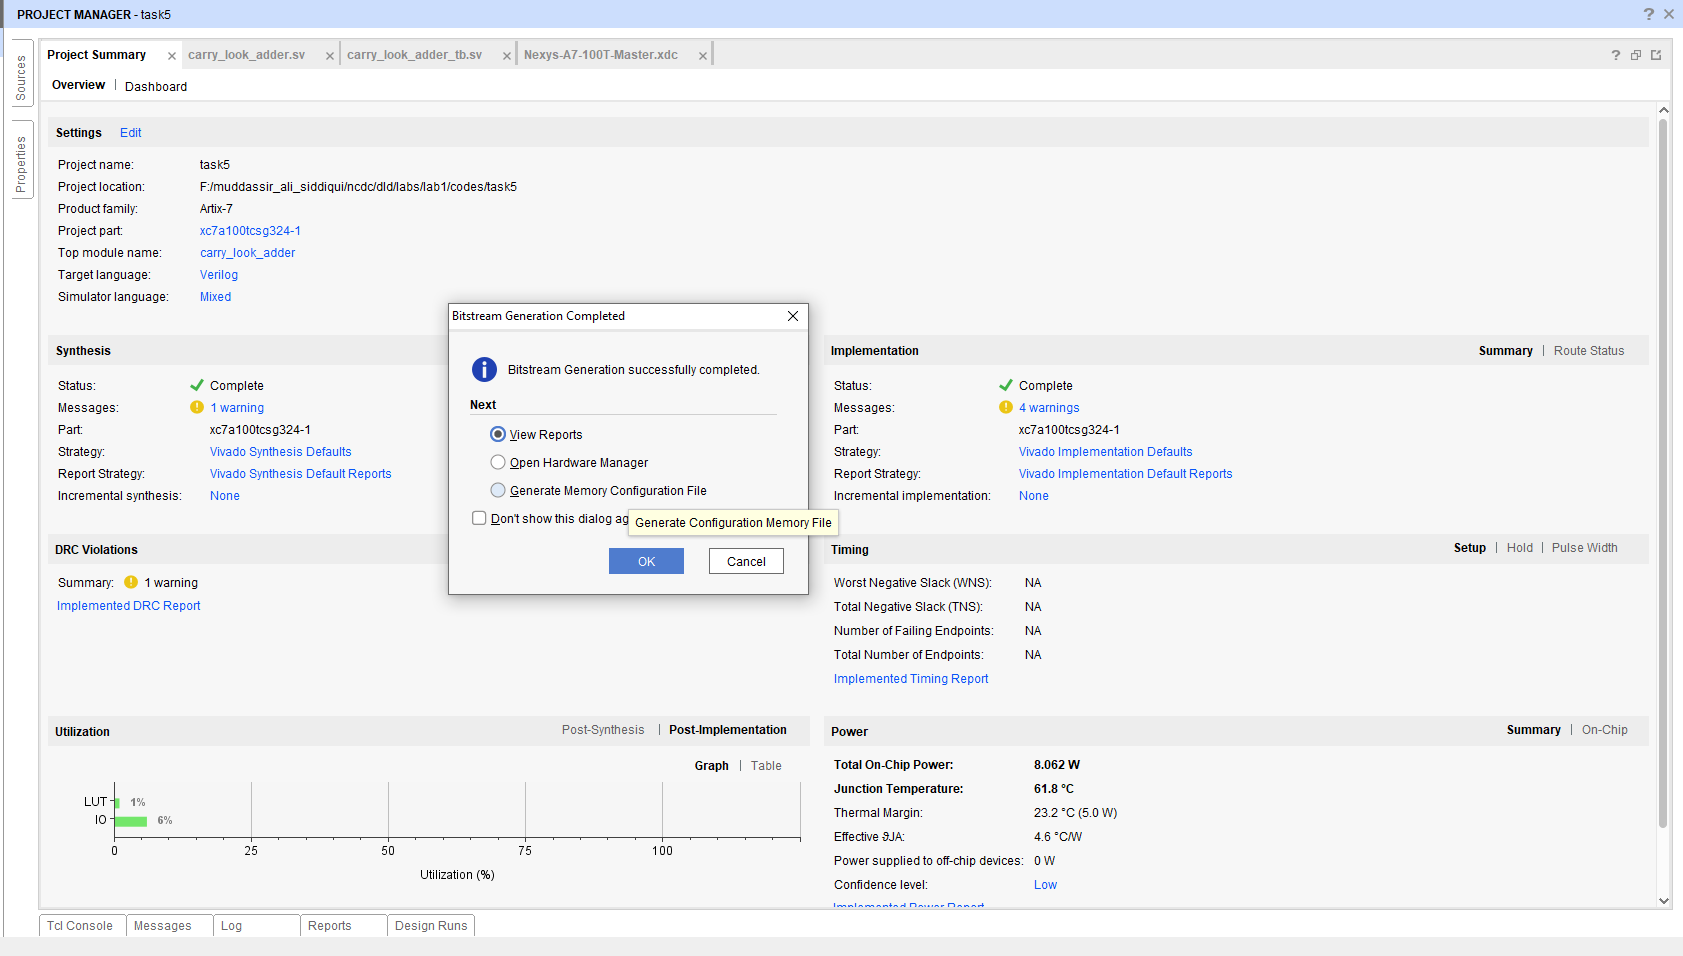 PROJECT MANAGER - task5
Sources
Properties
Project Summary carry_look_adder.sv carry_look_adder_tb.sv Nexys-A7-100T-Master.xdc
Overview | Dashboard
Settings Edit
Project name: task5
Project location: F:/muddassir_ali_siddiqui/ncdc/dld/labs/lab1/codes/task5
Product family: Artix-7
Project part: xc7a100tcsg324-1
Top module name: carry_look_adder
Target language: Verilog
Simulator language: Mixed
Synthesis
Status: Complete
Messages: 1 warning
Part: xc7a100tcsg324-1
Strategy: Vivado Synthesis Defaults
Report Strategy: Vivado Synthesis Default Reports
Incremental synthesis: None
Bitstream Generation Completed
Bitstream Generation successfully completed.
Next
View Reports
Open Hardware Manager
Generate Memory Configuration File
Don't show this dialog ag
Generate Configuration Memory File
OK Cancel
Implementation Summary | Route Status
Status: Complete
Messages: 4 warnings
Part: xc7a100tcsg324-1
Strategy: Vivado Implementation Defaults
Report Strategy: Vivado Implementation Default Reports
Incremental implementation: None
DRC Violations
Summary: 1 warning
Implemented DRC Report
Timing Setup | Hold | Pulse Width
Worst Negative Slack (WNS): NA
Total Negative Slack (TNS): NA
Number of Failing Endpoints: NA
Total Number of Endpoints: NA
Implemented Timing Report
Utilization Post-Synthesis | Post-Implementation
Graph | Table
LUT 1%
IO 6%
0 25 50 75 100
Utilization (%)
Power Summary | On-Chip
Total On-Chip Power: 8.062 W
Junction Temperature: 61.8 °C
Thermal Margin: 23.2 °C (5.0 W)
Effective ϑJA: 4.6 °C/W
Power supplied to off-chip devices: 0 W
Confidence level: Low
Implemented Power Report
Tcl Console Messages Log Reports Design Runs